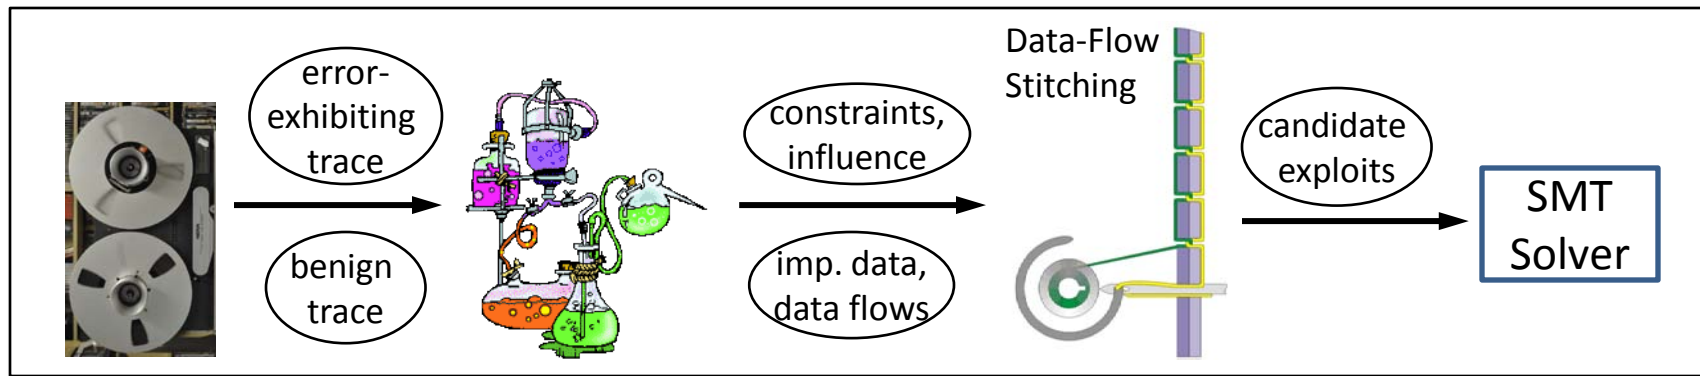 error-
exhibiting
trace
benign
trace
constraints,
influence
imp. data,
data flows
Data-Flow
Stitching
candidate
exploits
SMT
Solver